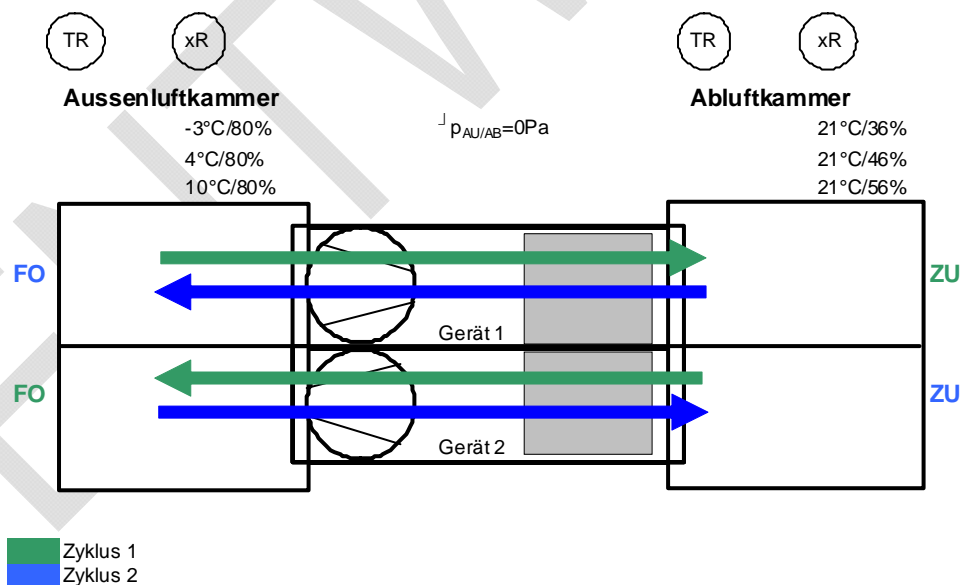 TR xR TR xR
Aussenluftkammer Abluftkammer
-3°C/80% ┘pAU/AB=0Pa 21°C/36%
4°C/80% 21°C/46%
10°C/80% 21°C/56%
FO ZU
Gerät 1
FO ZU
Gerät 2
Zyklus 1
Zyklus 2